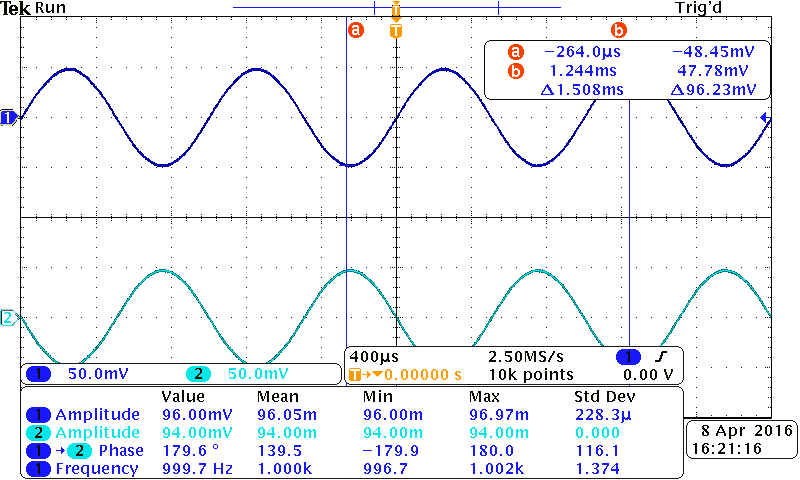 Tek Run Trig'd
T
a T b
a −264.0µs −48.45mV
b 1.244ms 47.78mV
Δ1.508ms Δ96.23mV
1
2
1 50.0mV 2 50.0mV
400µs 2.50MS/s 1
T→▼0.00000 s 10k points 0.00 V
Value Mean Min Max Std Dev
1 Amplitude 96.00mV 96.05m 96.00m 96.97m 228.3µ
2 Amplitude 94.00mV 94.00m 94.00m 94.00m 0.000
1 → 2 Phase 179.6 ° 139.5 −179.9 180.0 116.1
1 Frequency 999.7 Hz 1.000k 996.7 1.002k 1.374
8 Apr 2016
16:21:16